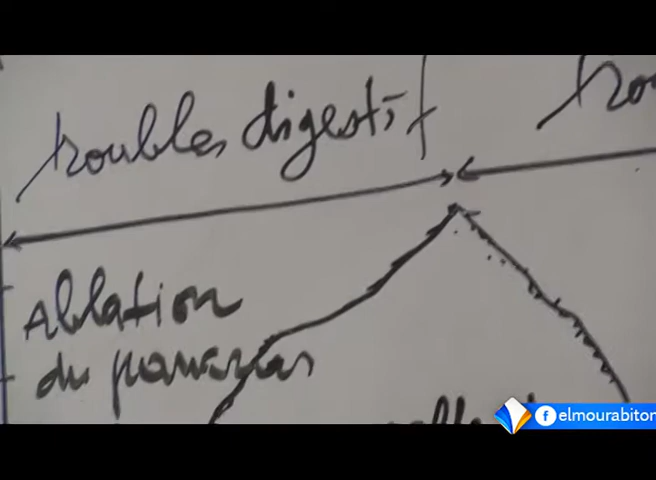 troubles digestif
Ablation
du pancréas
elmourabiton